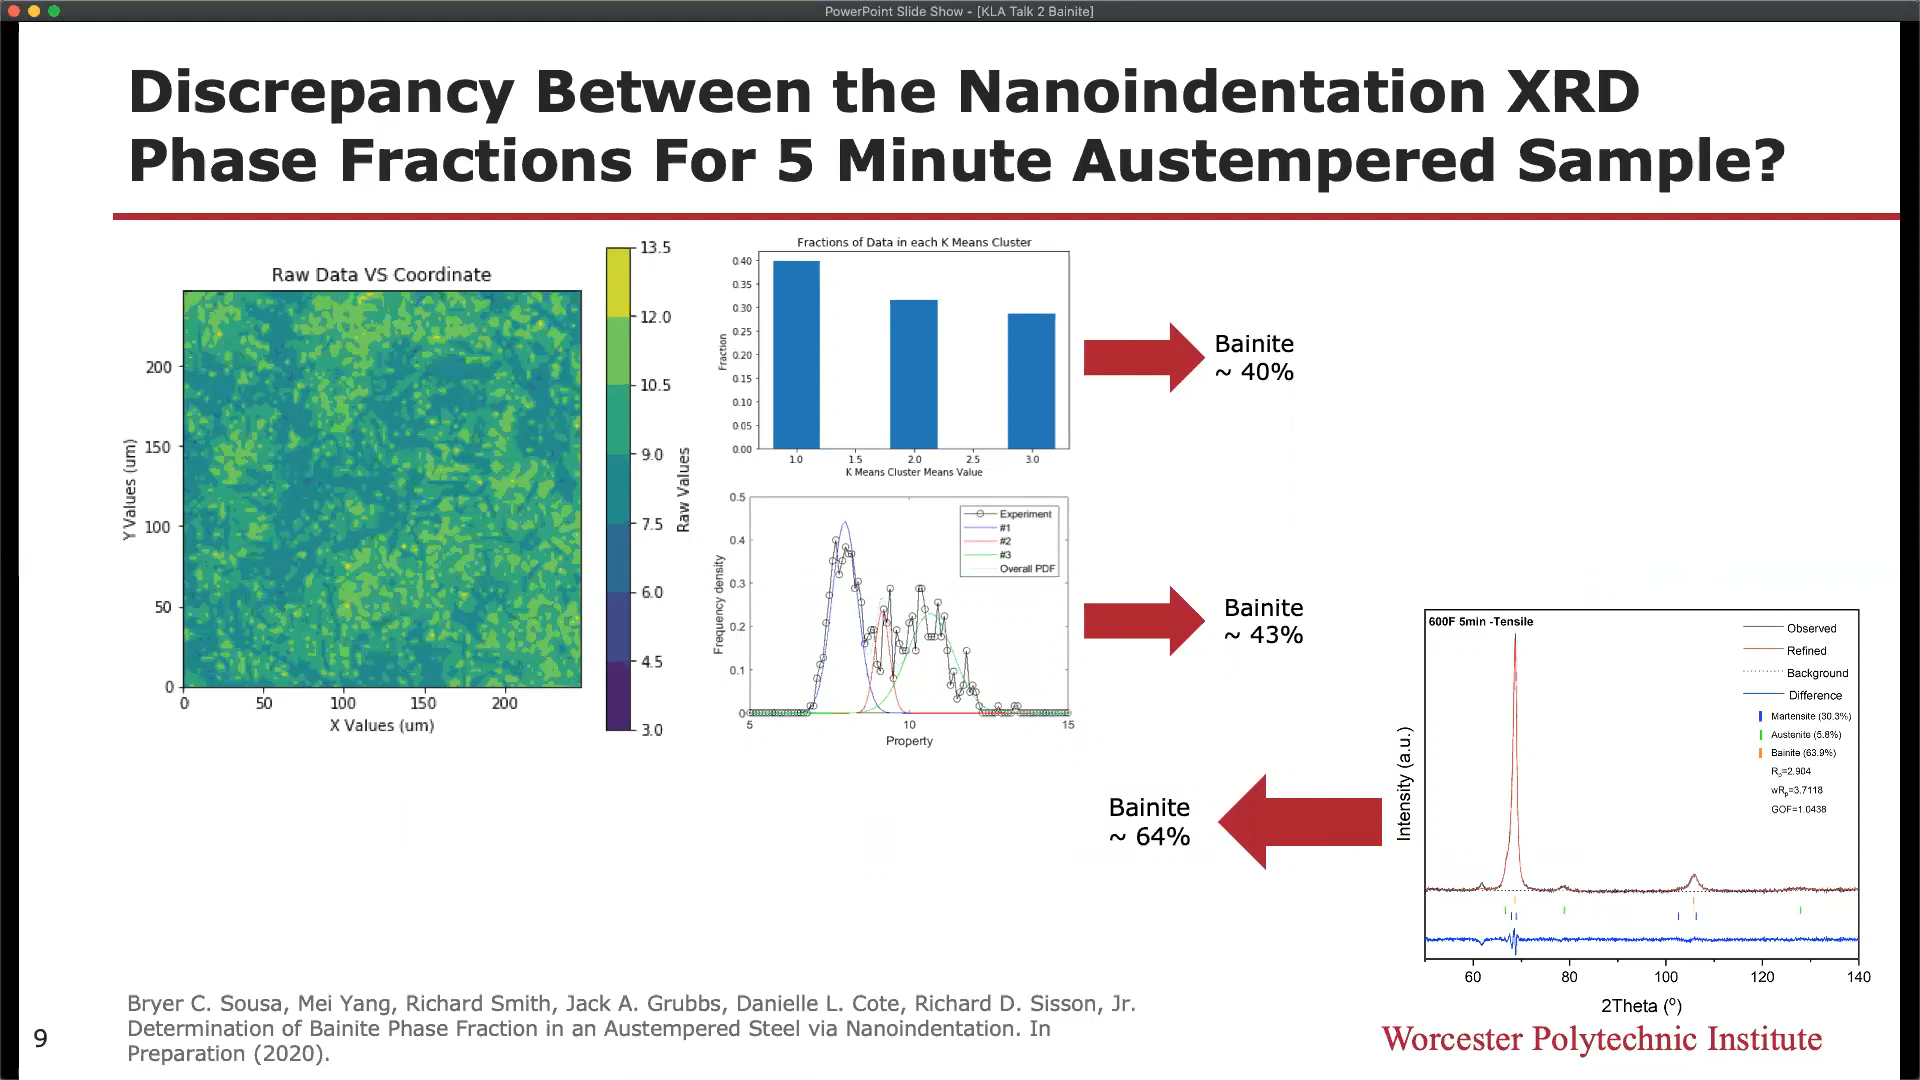 PowerPoint Slide Show - [KLA Talk 2 Bainite]
Discrepancy Between the Nanoindentation XRD
Phase Fractions For 5 Minute Austempered Sample?
Raw Data VS Coordinate
200
150
100
50
0
Y Values (um)
0 50 100 150 200
X Values (um)
13.5
12.0
10.5
9.0
7.5
6.0
4.5
3.0
Raw Values
Fractions of Data in each K Means Cluster
0.40
0.35
0.30
0.25
0.20
0.15
0.10
0.05
0.00
Fraction
1.0 1.5 2.0 2.5 3.0
K Means Cluster Means Value
Bainite
~ 40%
0.5
0.4
0.3
0.2
0.1
0
Frequency density
Experiment
#1
#2
#3
Overall PDF
5 10 15
Property
Bainite
~ 43%
Bainite
~ 64%
600F 5min -Tensile
Observed
Refined
Background
Difference
Martensite (30.3%)
Austenite (5.8%)
Bainite (63.9%)
Rp=2.904
wRp=3.7118
GOF=1.0438
Intensity (a.u.)
60 80 100 120 140
2Theta (º)
Bryer C. Sousa, Mei Yang, Richard Smith, Jack A. Grubbs, Danielle L. Cote, Richard D. Sisson, Jr.
Determination of Bainite Phase Fraction in an Austempered Steel via Nanoindentation. In
Preparation (2020).
9
Worcester Polytechnic Institute